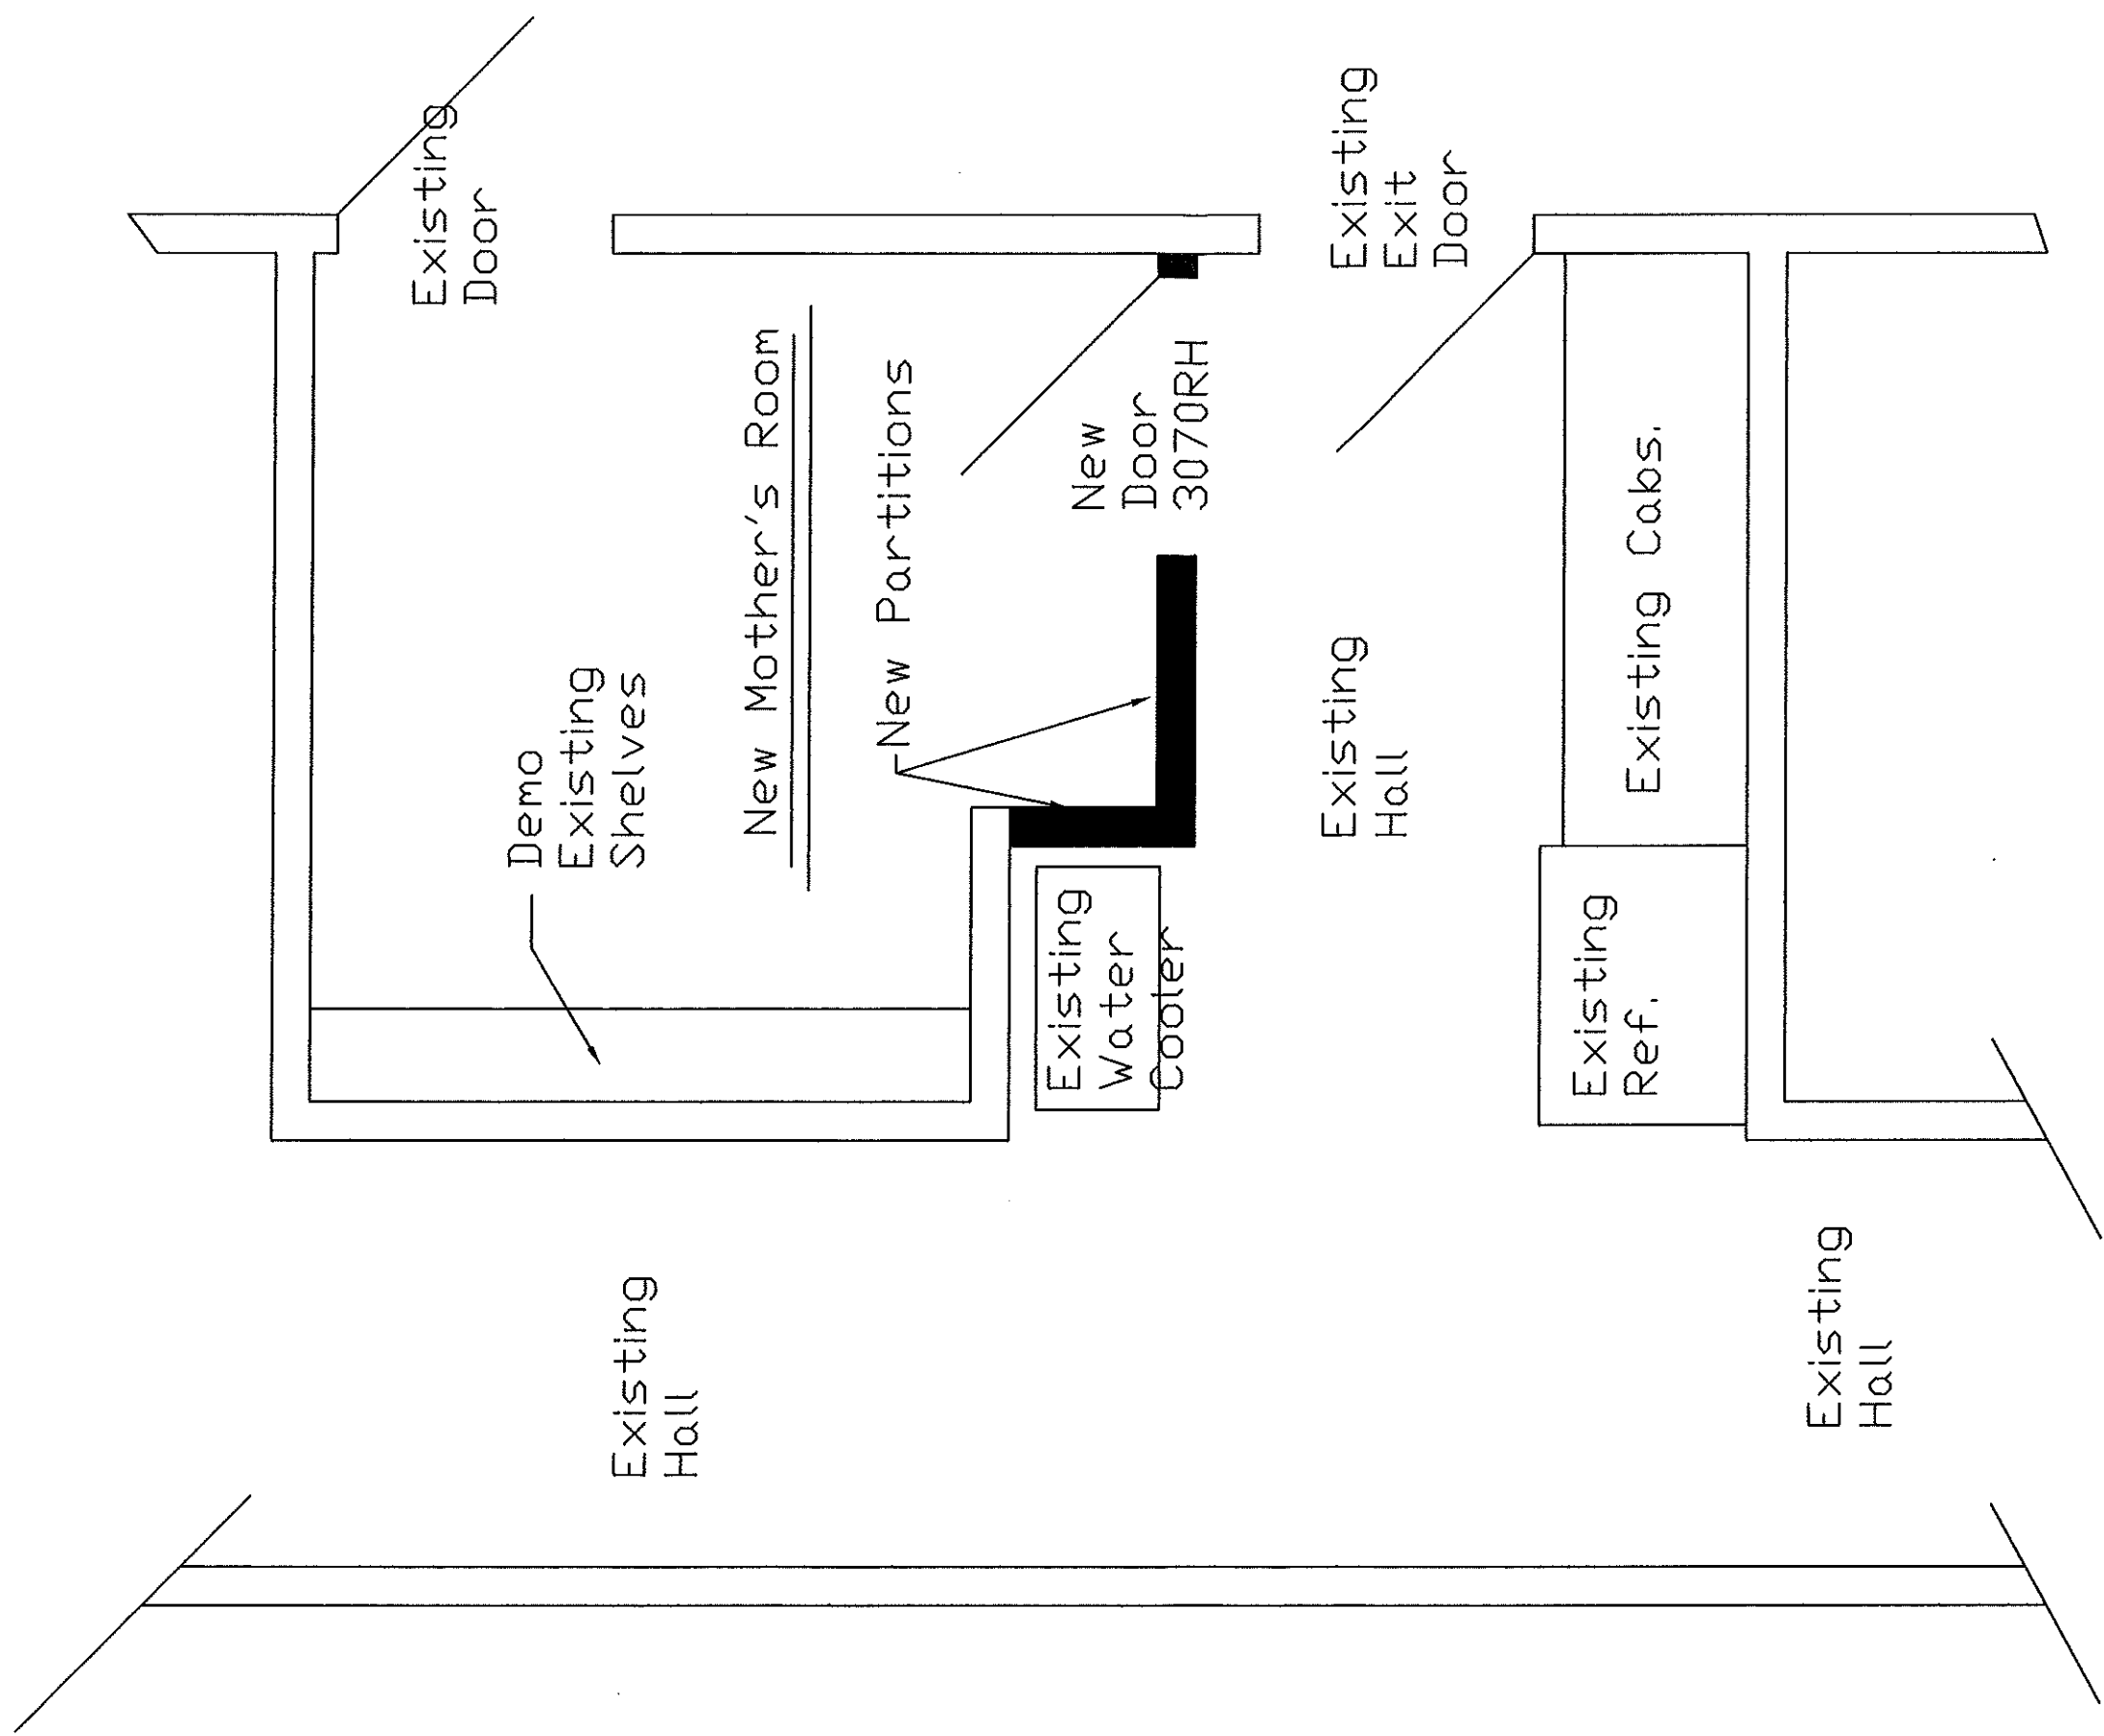 Existing
Door
Demo
Existing
Shelves
New Mother's Room
New Partitions
New
Door
3070RH
Existing
Exit
Door
Existing
Hall
Existing
Water
Cooler
Existing Cabs.
Existing
Ref.
Existing
Hall
Existing
Hall